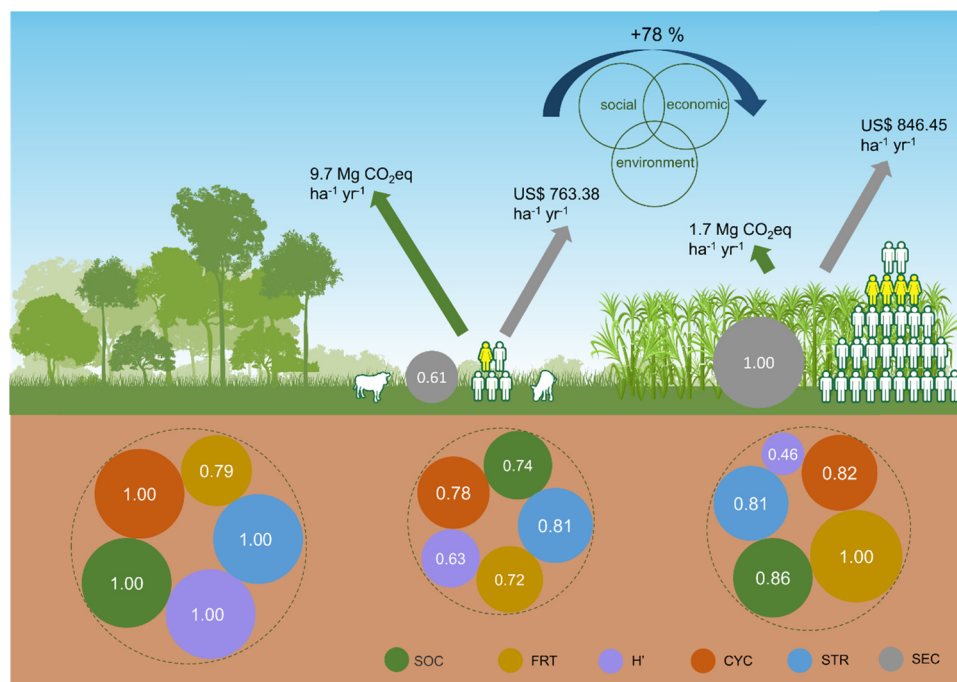 +78 %
social
economic
environment
US$ 846.45
ha⁻¹ yr⁻¹
9.7 Mg CO₂eq
ha⁻¹ yr⁻¹
US$ 763.38
ha⁻¹ yr⁻¹
1.7 Mg CO₂eq
ha⁻¹ yr⁻¹
0.61
1.00
1.00
0.79
1.00
1.00
1.00
0.74
0.78
0.81
0.63
0.72
0.46
0.82
0.81
1.00
0.86
SOC
FRT
H'
CYC
STR
SEC